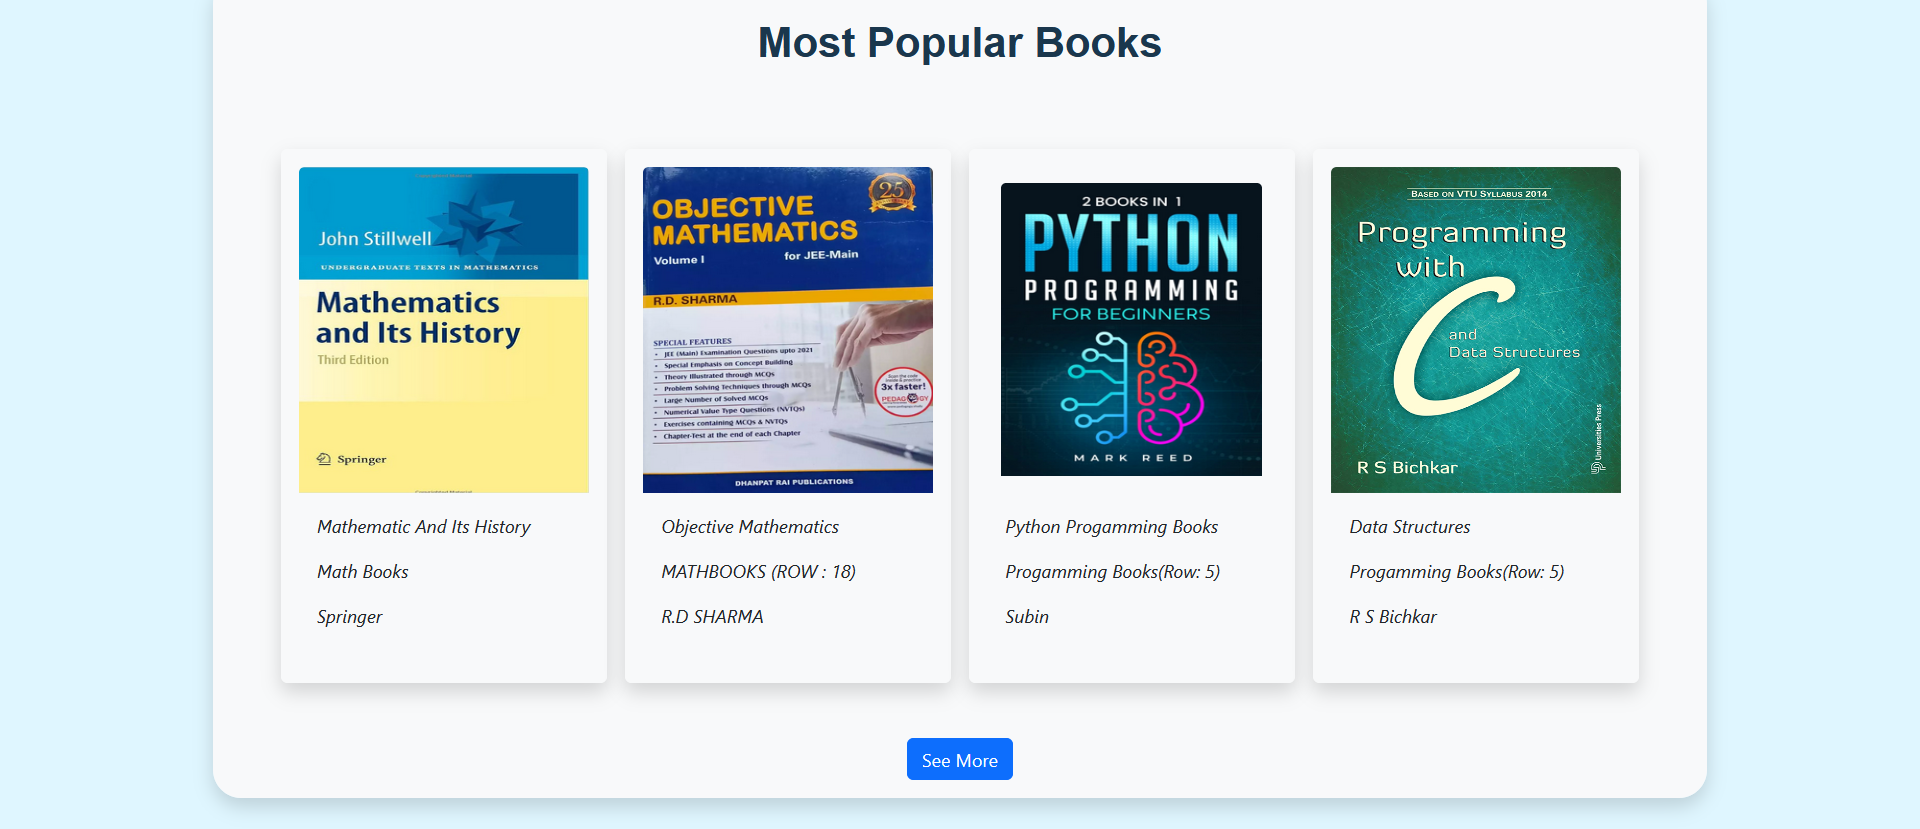 Most Popular Books
John Stillwell
UNDERGRADUATE TEXTS IN MATHEMATICS
Mathematics
and Its History
Third Edition
Springer
Mathematic And Its History
Math Books
Springer
25
OBJECTIVE
MATHEMATICS
Volume I for JEE-Main
R.D. SHARMA
SPECIAL FEATURES
• JEE (Main) Examination Questions upto 2021
• Special Emphasis on Concept Building
• Theory Illustrated through MCQs
• Problem Solving Techniques through MCQs
• Large Number of Solved MCQs
• Numerical Value Type Questions (NVTQs)
• Exercises containing MCQs & NVTQs
• Chapter-Test at the end of each Chapter
Scan the code
3x faster!
DHANPAT RAI PUBLICATIONS
Objective Mathematics
MATHBOOKS (ROW : 18)
R.D SHARMA
2 BOOKS IN 1
PYTHON
PROGRAMMING
FOR BEGINNERS
MARK REED
Python Progamming Books
Progamming Books(Row: 5)
Subin
BASED ON VTU SYLLABUS 2014
Programming
with
C
and
Data Structures
Universities Press
R S Bichkar
Data Structures
Progamming Books(Row: 5)
R S Bichkar
See More